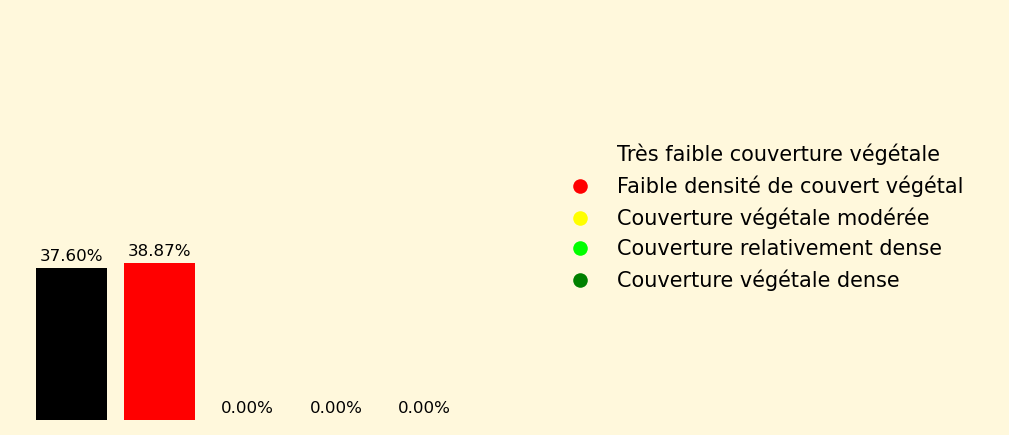 Très faible couverture végétale
Faible densité de couvert végétal
Couverture végétale modérée
Couverture relativement dense
Couverture végétale dense
37.60%
38.87%
0.00%
0.00%
0.00%